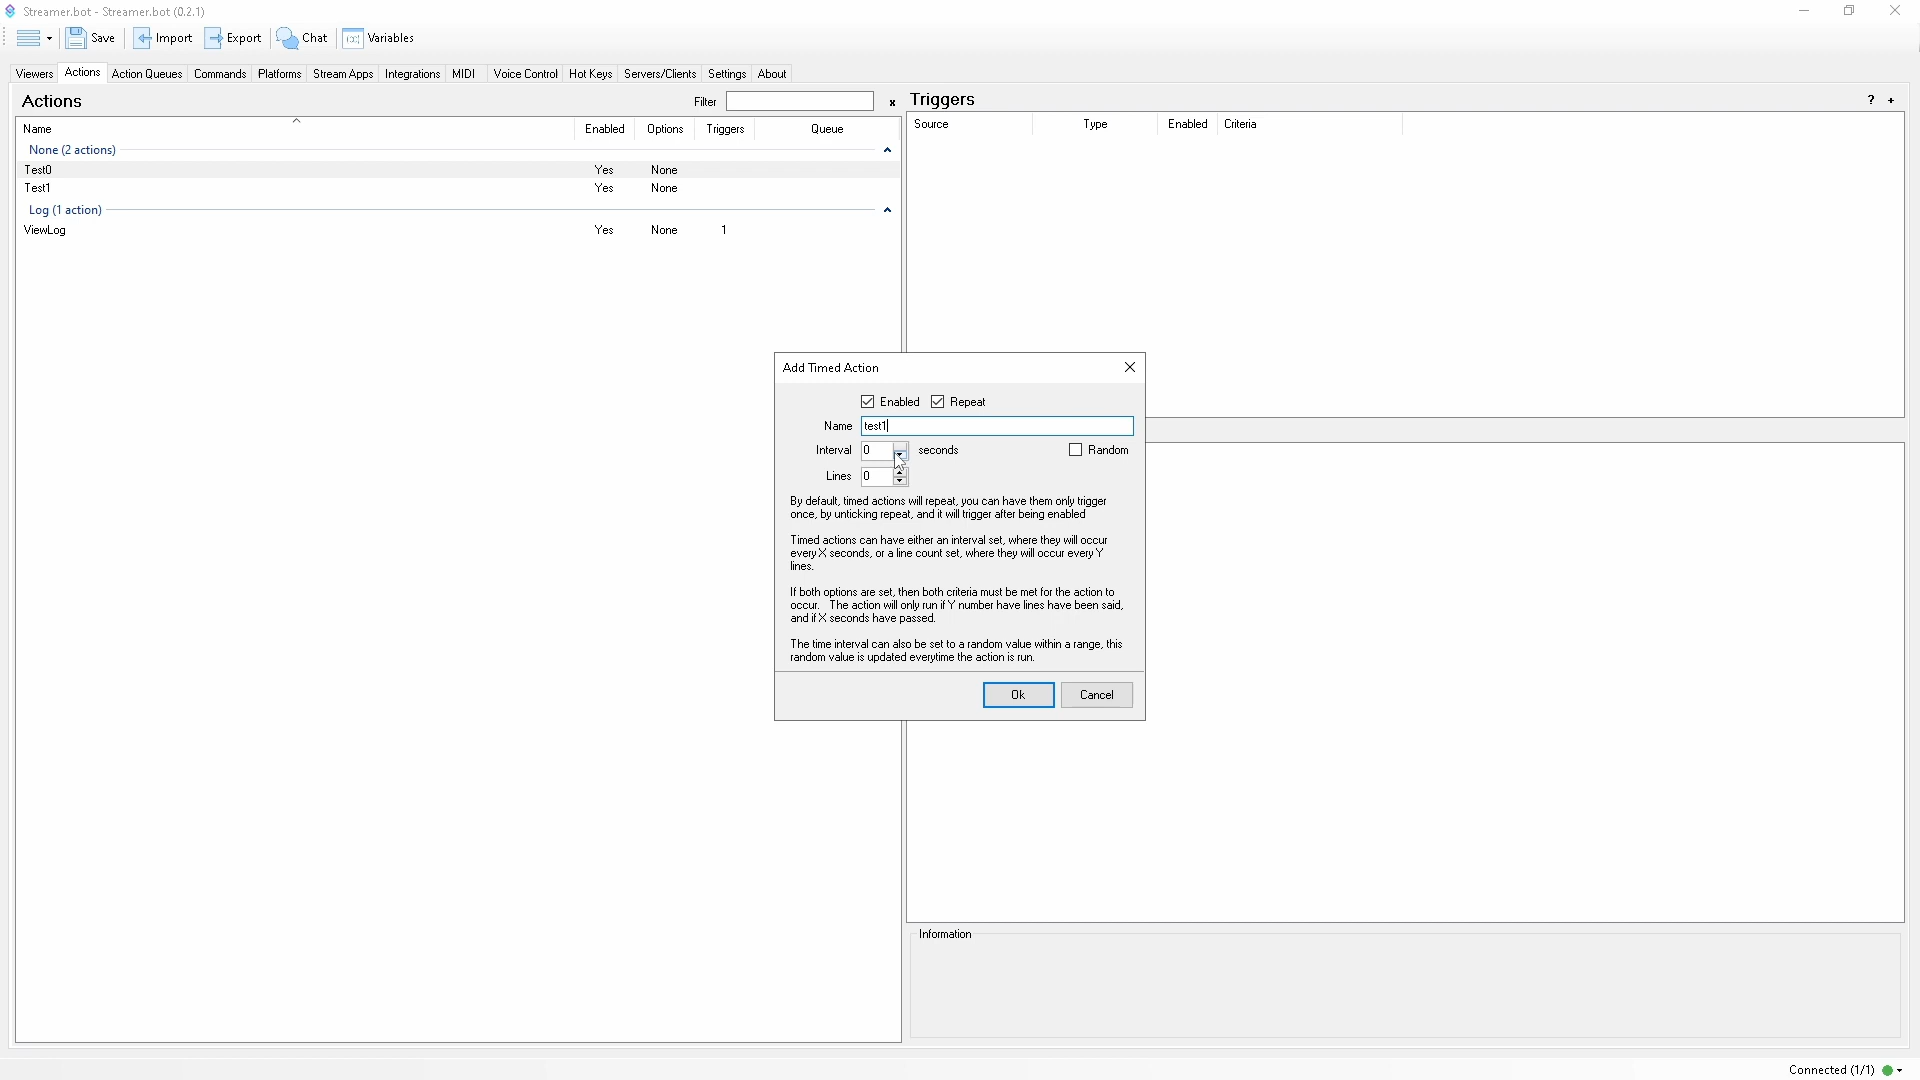 Streamer.bot - Streamer.bot (0.2.1)
Save Import Export Chat Variables
Viewers Actions Action Queues Commands Platforms Stream Apps Integrations MIDI Voice Control Hot Keys Servers/Clients Settings About
Actions Filter x Triggers ? +
Name Enabled Options Triggers Queue
Source Type Enabled Criteria
None (2 actions)
Test0 Yes None
Test1 Yes None
Log (1 action)
ViewLog Yes None 1
Add Timed Action
Enabled Repeat
Name test1
Interval 0 seconds Random
Lines 0
By default, timed actions will repeat, you can have them only trigger
once, by unticking repeat, and it will trigger after being enabled
Timed actions can have either an interval set, where they will occur
every X seconds, or a line count set, where they will occur every Y
lines.
If both options are set, then both criteria must be met for the action to
occur. The action will only run if Y number have lines have been said,
and if X seconds have passed.
The time interval can also be set to a random value within a range, this
random value is updated everytime the action is run.
Ok Cancel
Information
Connected (1/1)